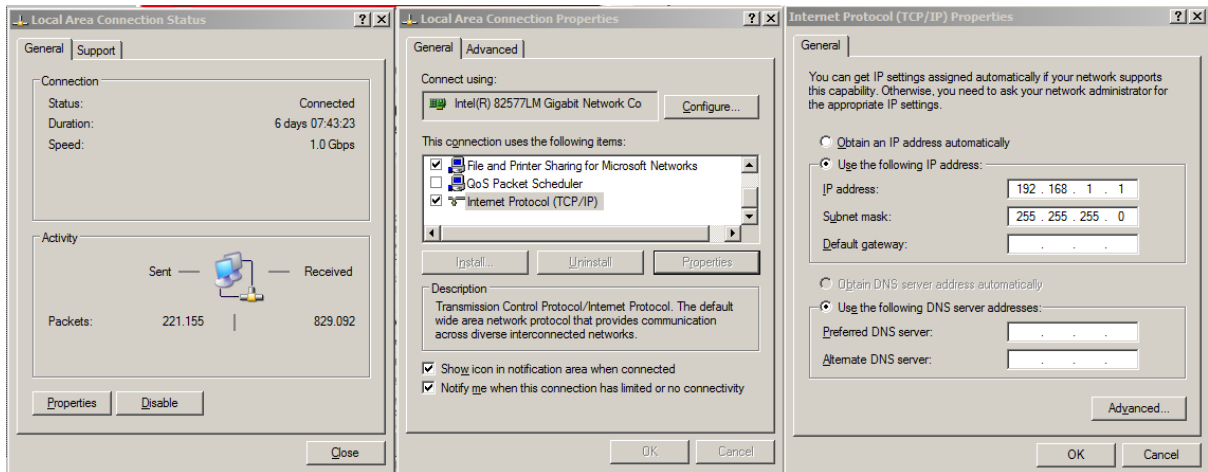 Local Area Connection Status
General Support
Connection
Status: Connected
Duration: 6 days 07:43:23
Speed: 1.0 Gbps
Activity
Sent — — Received
Packets: 221.155 | 829.092
Properties Disable
Close
Local Area Connection Properties
General Advanced
Connect using:
Intel(R) 82577LM Gigabit Network Co Configure...
This connection uses the following items:
File and Printer Sharing for Microsoft Networks
QoS Packet Scheduler
Internet Protocol (TCP/IP)
Install... Uninstall Properties
Description
Transmission Control Protocol/Internet Protocol. The default
wide area network protocol that provides communication
across diverse interconnected networks.
Show icon in notification area when connected
Notify me when this connection has limited or no connectivity
OK Cancel
Internet Protocol (TCP/IP) Properties
General
You can get IP settings assigned automatically if your network supports
this capability. Otherwise, you need to ask your network administrator for
the appropriate IP settings.
Obtain an IP address automatically
Use the following IP address:
IP address: 192 . 168 . 1 . 1
Subnet mask: 255 . 255 . 255 . 0
Default gateway: . . .
Obtain DNS server address automatically
Use the following DNS server addresses:
Preferred DNS server: . . .
Alternate DNS server: . . .
Advanced...
OK Cancel